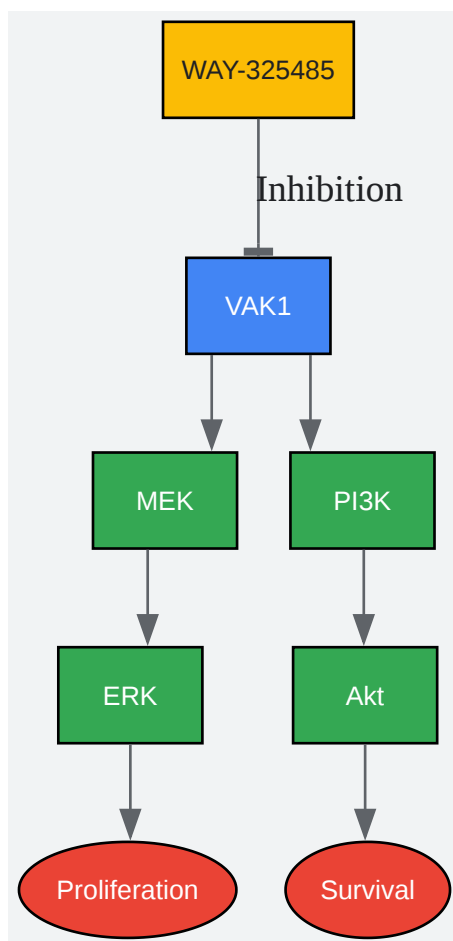 WAY-325485
Inhibition
VAK1
MEK
PI3K
ERK
Akt
Proliferation
Survival